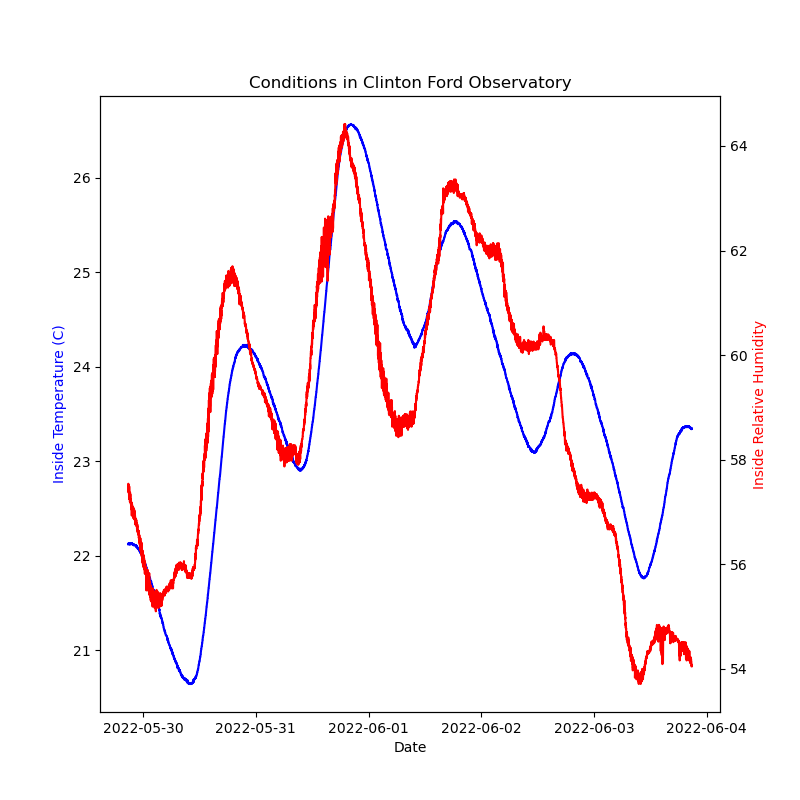 Conditions in Clinton Ford Observatory
Inside Temperature (C)
26
25
24
23
22
21
64
62
60
58
56
54
Inside Relative Humidity
2022-05-30 2022-05-31 2022-06-01 2022-06-02 2022-06-03 2022-06-04
Date